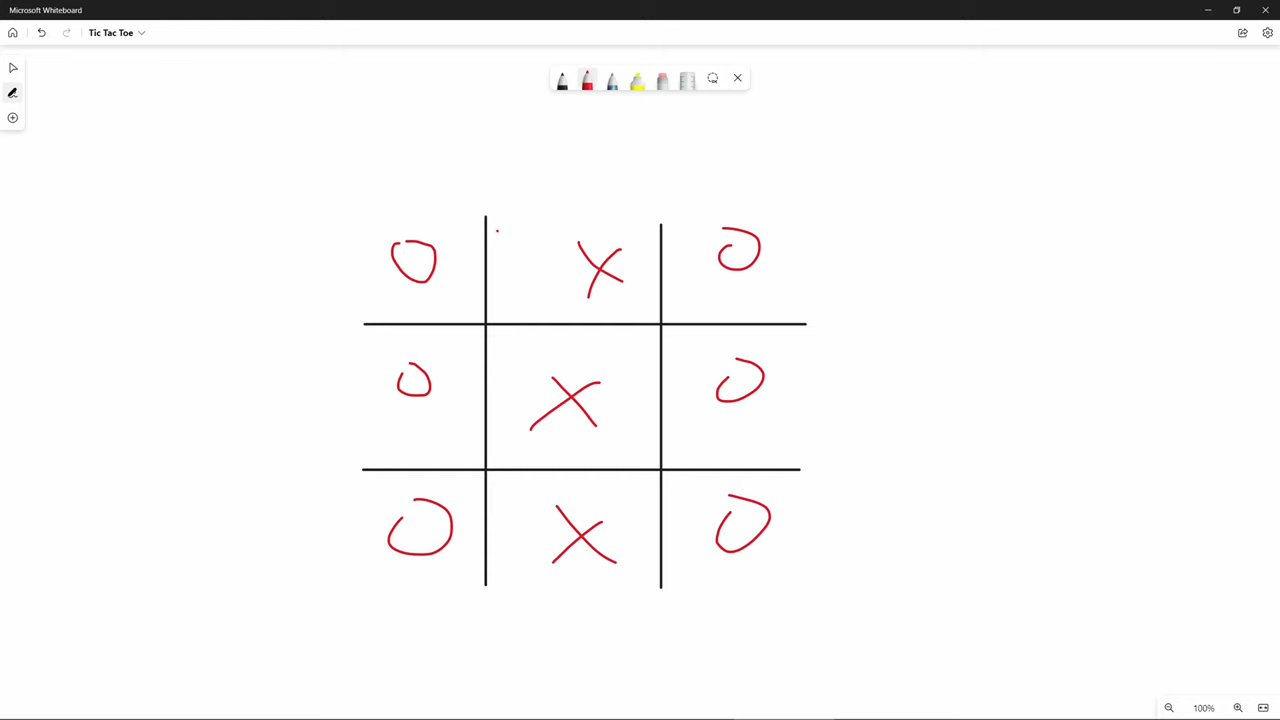 Microsoft Whiteboard
Tic Tac Toe
O X O
O X O
O X O
100%